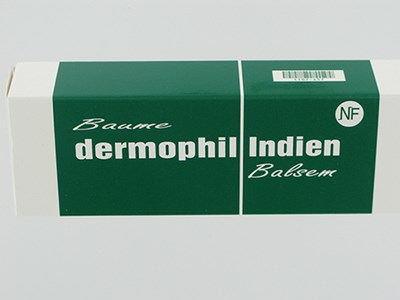 NF
Baume
dermophil Indien
Balsem